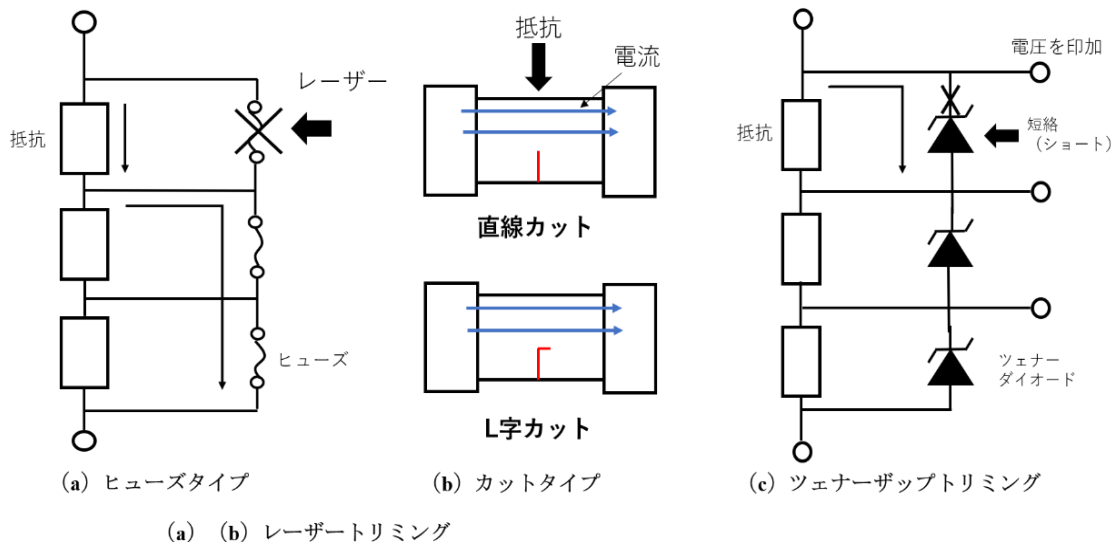 レーザー
抵抗
ヒューズ
(a) ヒューズタイプ
抵抗
電流
直線カット
L字カット
(b) カットタイプ
電圧を印加
抵抗
短絡
（ショート）
ツェナー
ダイオード
(c) ツェナーザップトリミング
(a) (b) レーザートリミング